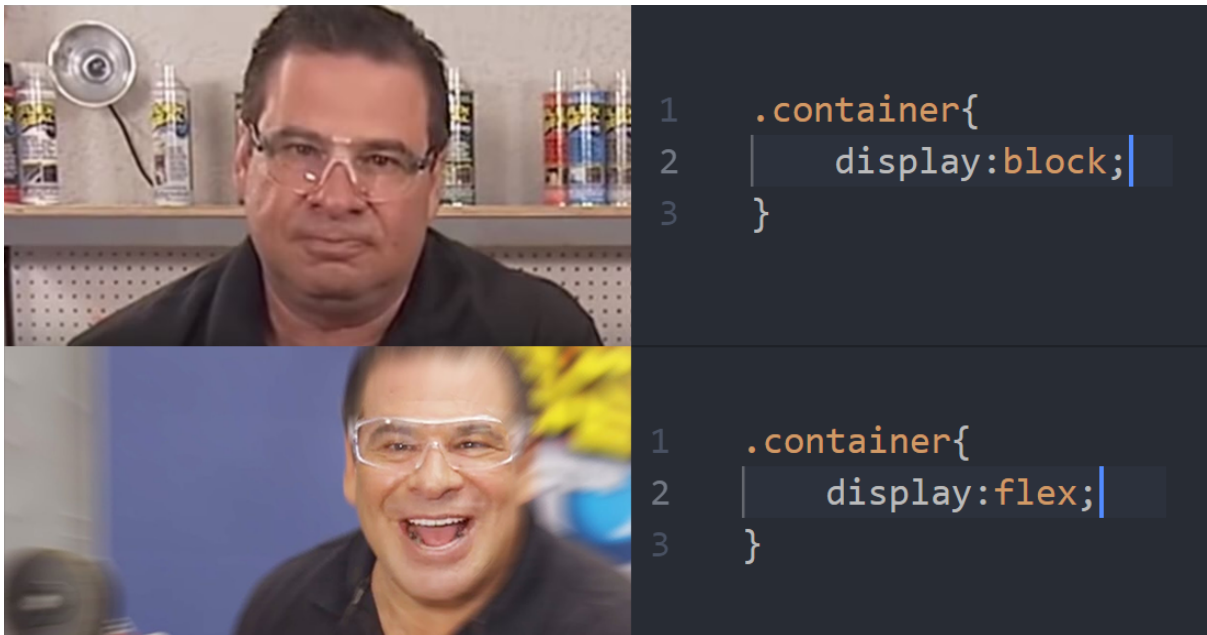 1 .container{
2 display:block;
3 }
1 .container{
2 display:flex;
3 }